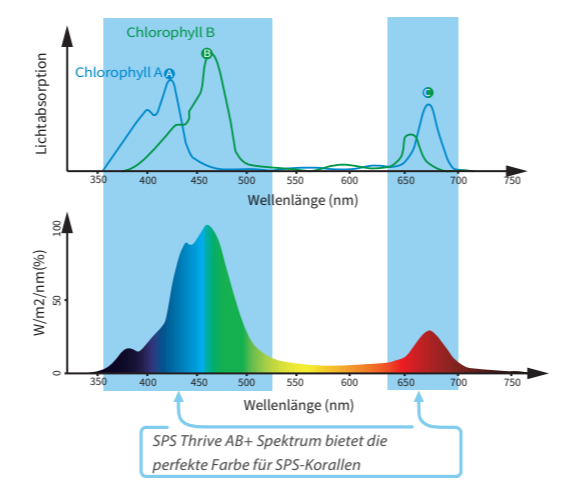 Chlorophyll B
B
Chlorophyll A A
C
Lichtabsorption
350 400 450 500 550 600 650 700 750
Wellenlänge (nm)
W/m2/nm(%)
100
50
0
350 400 450 500 550 600 650 700 750
Wellenlänge (nm)
SPS Thrive AB+ Spektrum bietet die
perfekte Farbe für SPS-Korallen